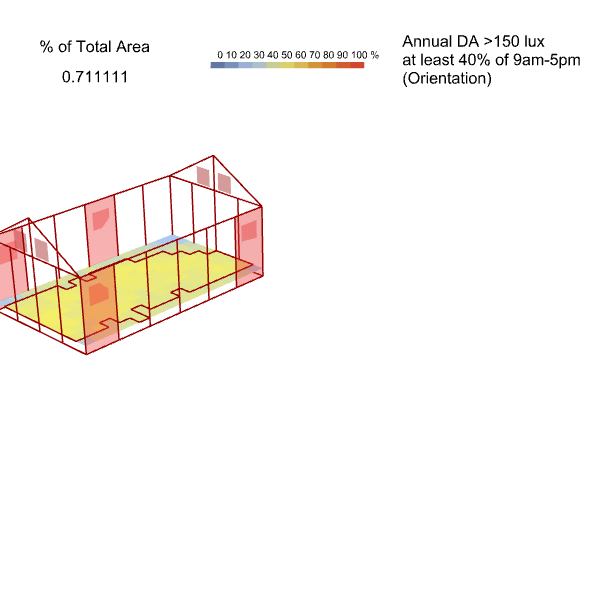 % of Total Area
0.711111
0 10 20 30 40 50 60 70 80 90 100 %
Annual DA >150 lux
at least 40% of 9am-5pm
(Orientation)